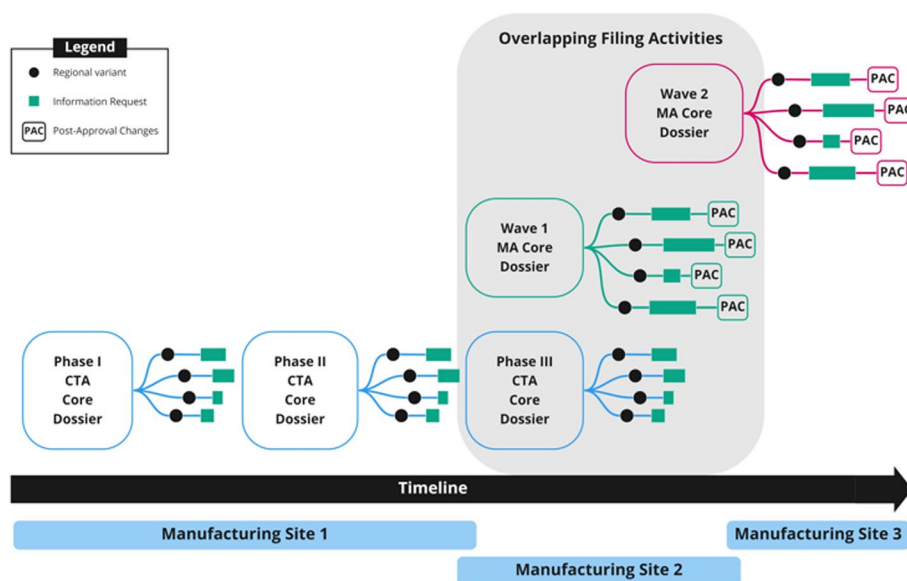 Legend
Regional variant
Information Request
PAC
Post-Approval Changes
Overlapping Filing Activities
Wave 2
MA Core
Dossier
PAC
PAC
PAC
PAC
Wave 1
MA Core
Dossier
PAC
PAC
PAC
PAC
Phase I
CTA
Core
Dossier
Phase II
CTA
Core
Dossier
Phase III
CTA
Core
Dossier
Timeline
Manufacturing Site 1
Manufacturing Site 2
Manufacturing Site 3